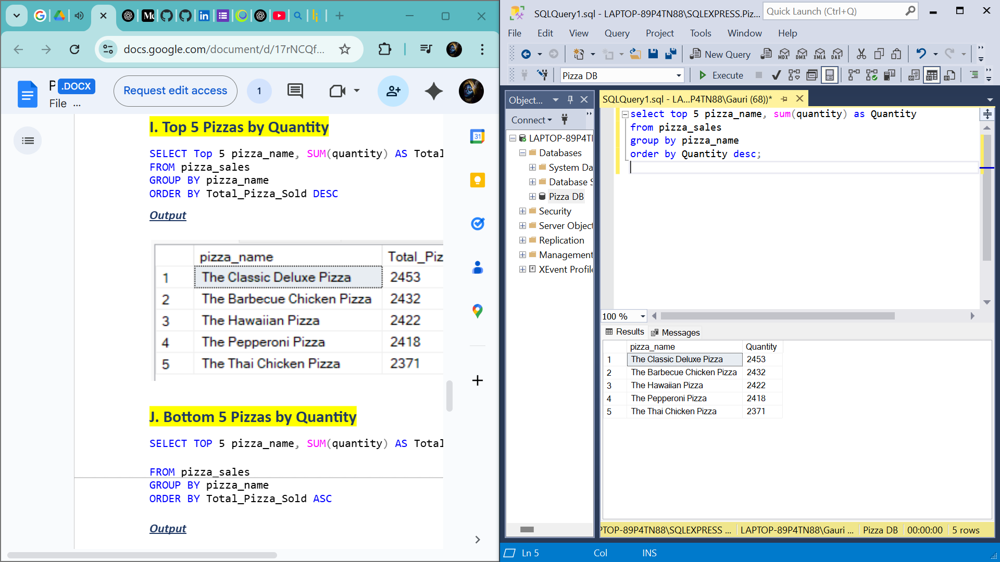 docs.google.com/document/d/17rNCQf...
.DOCX
File ...
Request edit access
1
I. Top 5 Pizzas by Quantity
SELECT Top 5 pizza_name, SUM(quantity) AS Total
FROM pizza_sales
GROUP BY pizza_name
ORDER BY Total_Pizza_Sold DESC
Output
pizza_name Total_Piz
1 The Classic Deluxe Pizza 2453
2 The Barbecue Chicken Pizza 2432
3 The Hawaiian Pizza 2422
4 The Pepperoni Pizza 2418
5 The Thai Chicken Pizza 2371
J. Bottom 5 Pizzas by Quantity
SELECT TOP 5 pizza_name, SUM(quantity) AS Total
FROM pizza_sales
GROUP BY pizza_name
ORDER BY Total_Pizza_Sold ASC
Output
31
SQLQuery1.sql - LAPTOP-89P4TN88\SQLEXPRESS.Piz...
Quick Launch (Ctrl+Q)
File Edit View Query Project Tools Window Help
New Query MDX DMX XMLA DAX
Pizza DB Execute
Object...
Connect
LAPTOP-89P4T
Databases
System Da
Database S
Pizza DB
Security
Server Object
Replication
Management
XEvent Profile
SQLQuery1.sql - LA...P4TN88\Gauri (68))*
select top 5 pizza_name, sum(quantity) as Quantity
from pizza_sales
group by pizza_name
order by Quantity desc;
100 %
Results Messages
pizza_name Quantity
1 The Classic Deluxe Pizza 2453
2 The Barbecue Chicken Pizza 2432
3 The Hawaiian Pizza 2422
4 The Pepperoni Pizza 2418
5 The Thai Chicken Pizza 2371
PTOP-89P4TN88\SQLEXPRESS ... LAPTOP-89P4TN88\Gauri ... Pizza DB 00:00:00 5 rows
Ln 5 Col INS